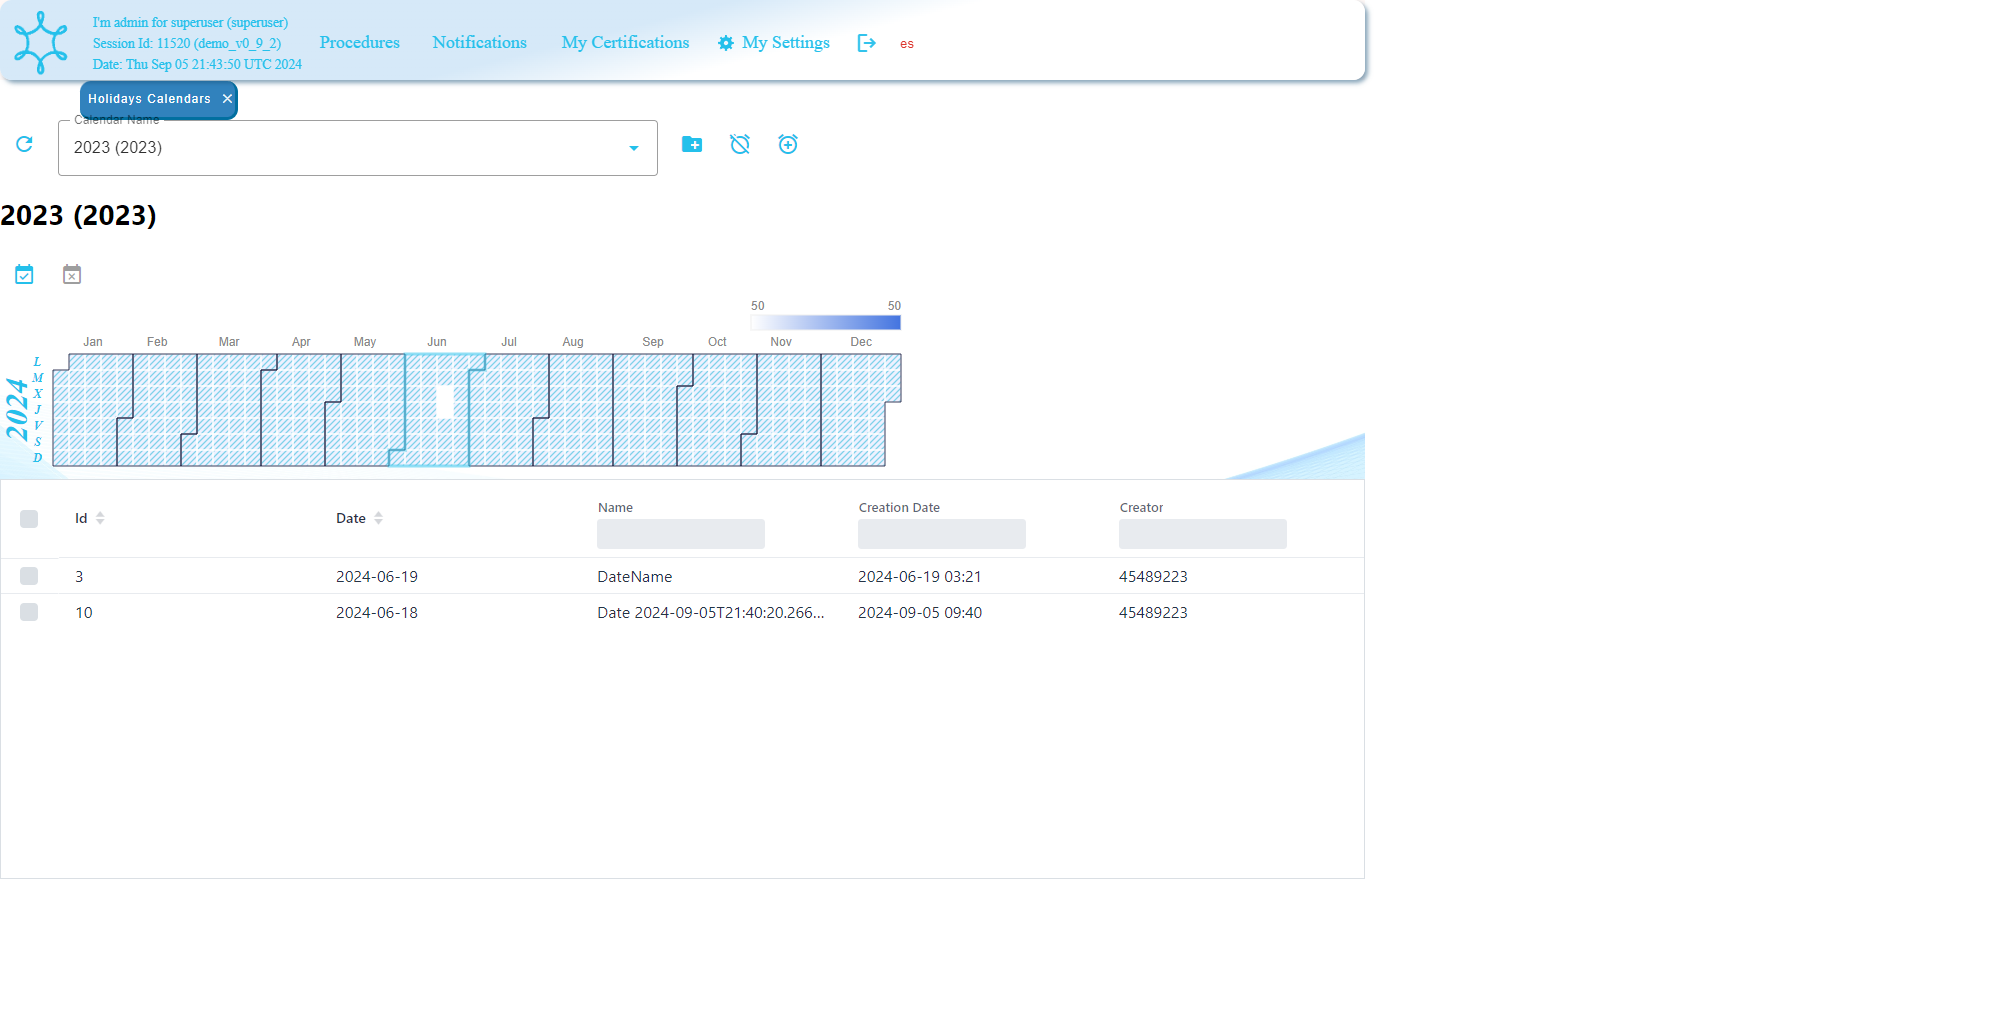 I'm admin for superuser (superuser)
Session Id: 11520 (demo_v0_9_2)
Date: Thu Sep 05 21:43:50 UTC 2024
Procedures
Notifications
My Certifications
My Settings
es
Holidays Calendars
Calendar Name
2023 (2023)
2023 (2023)
50 50
Jan Feb Mar Apr May Jun Jul Aug Sep Oct Nov Dec
2024
L
M
X
J
V
S
D
Id Date Name Creation Date Creator
3 2024-06-19 DateName 2024-06-19 03:21 45489223
10 2024-06-18 Date 2024-09-05T21:40:20.266... 2024-09-05 09:40 45489223